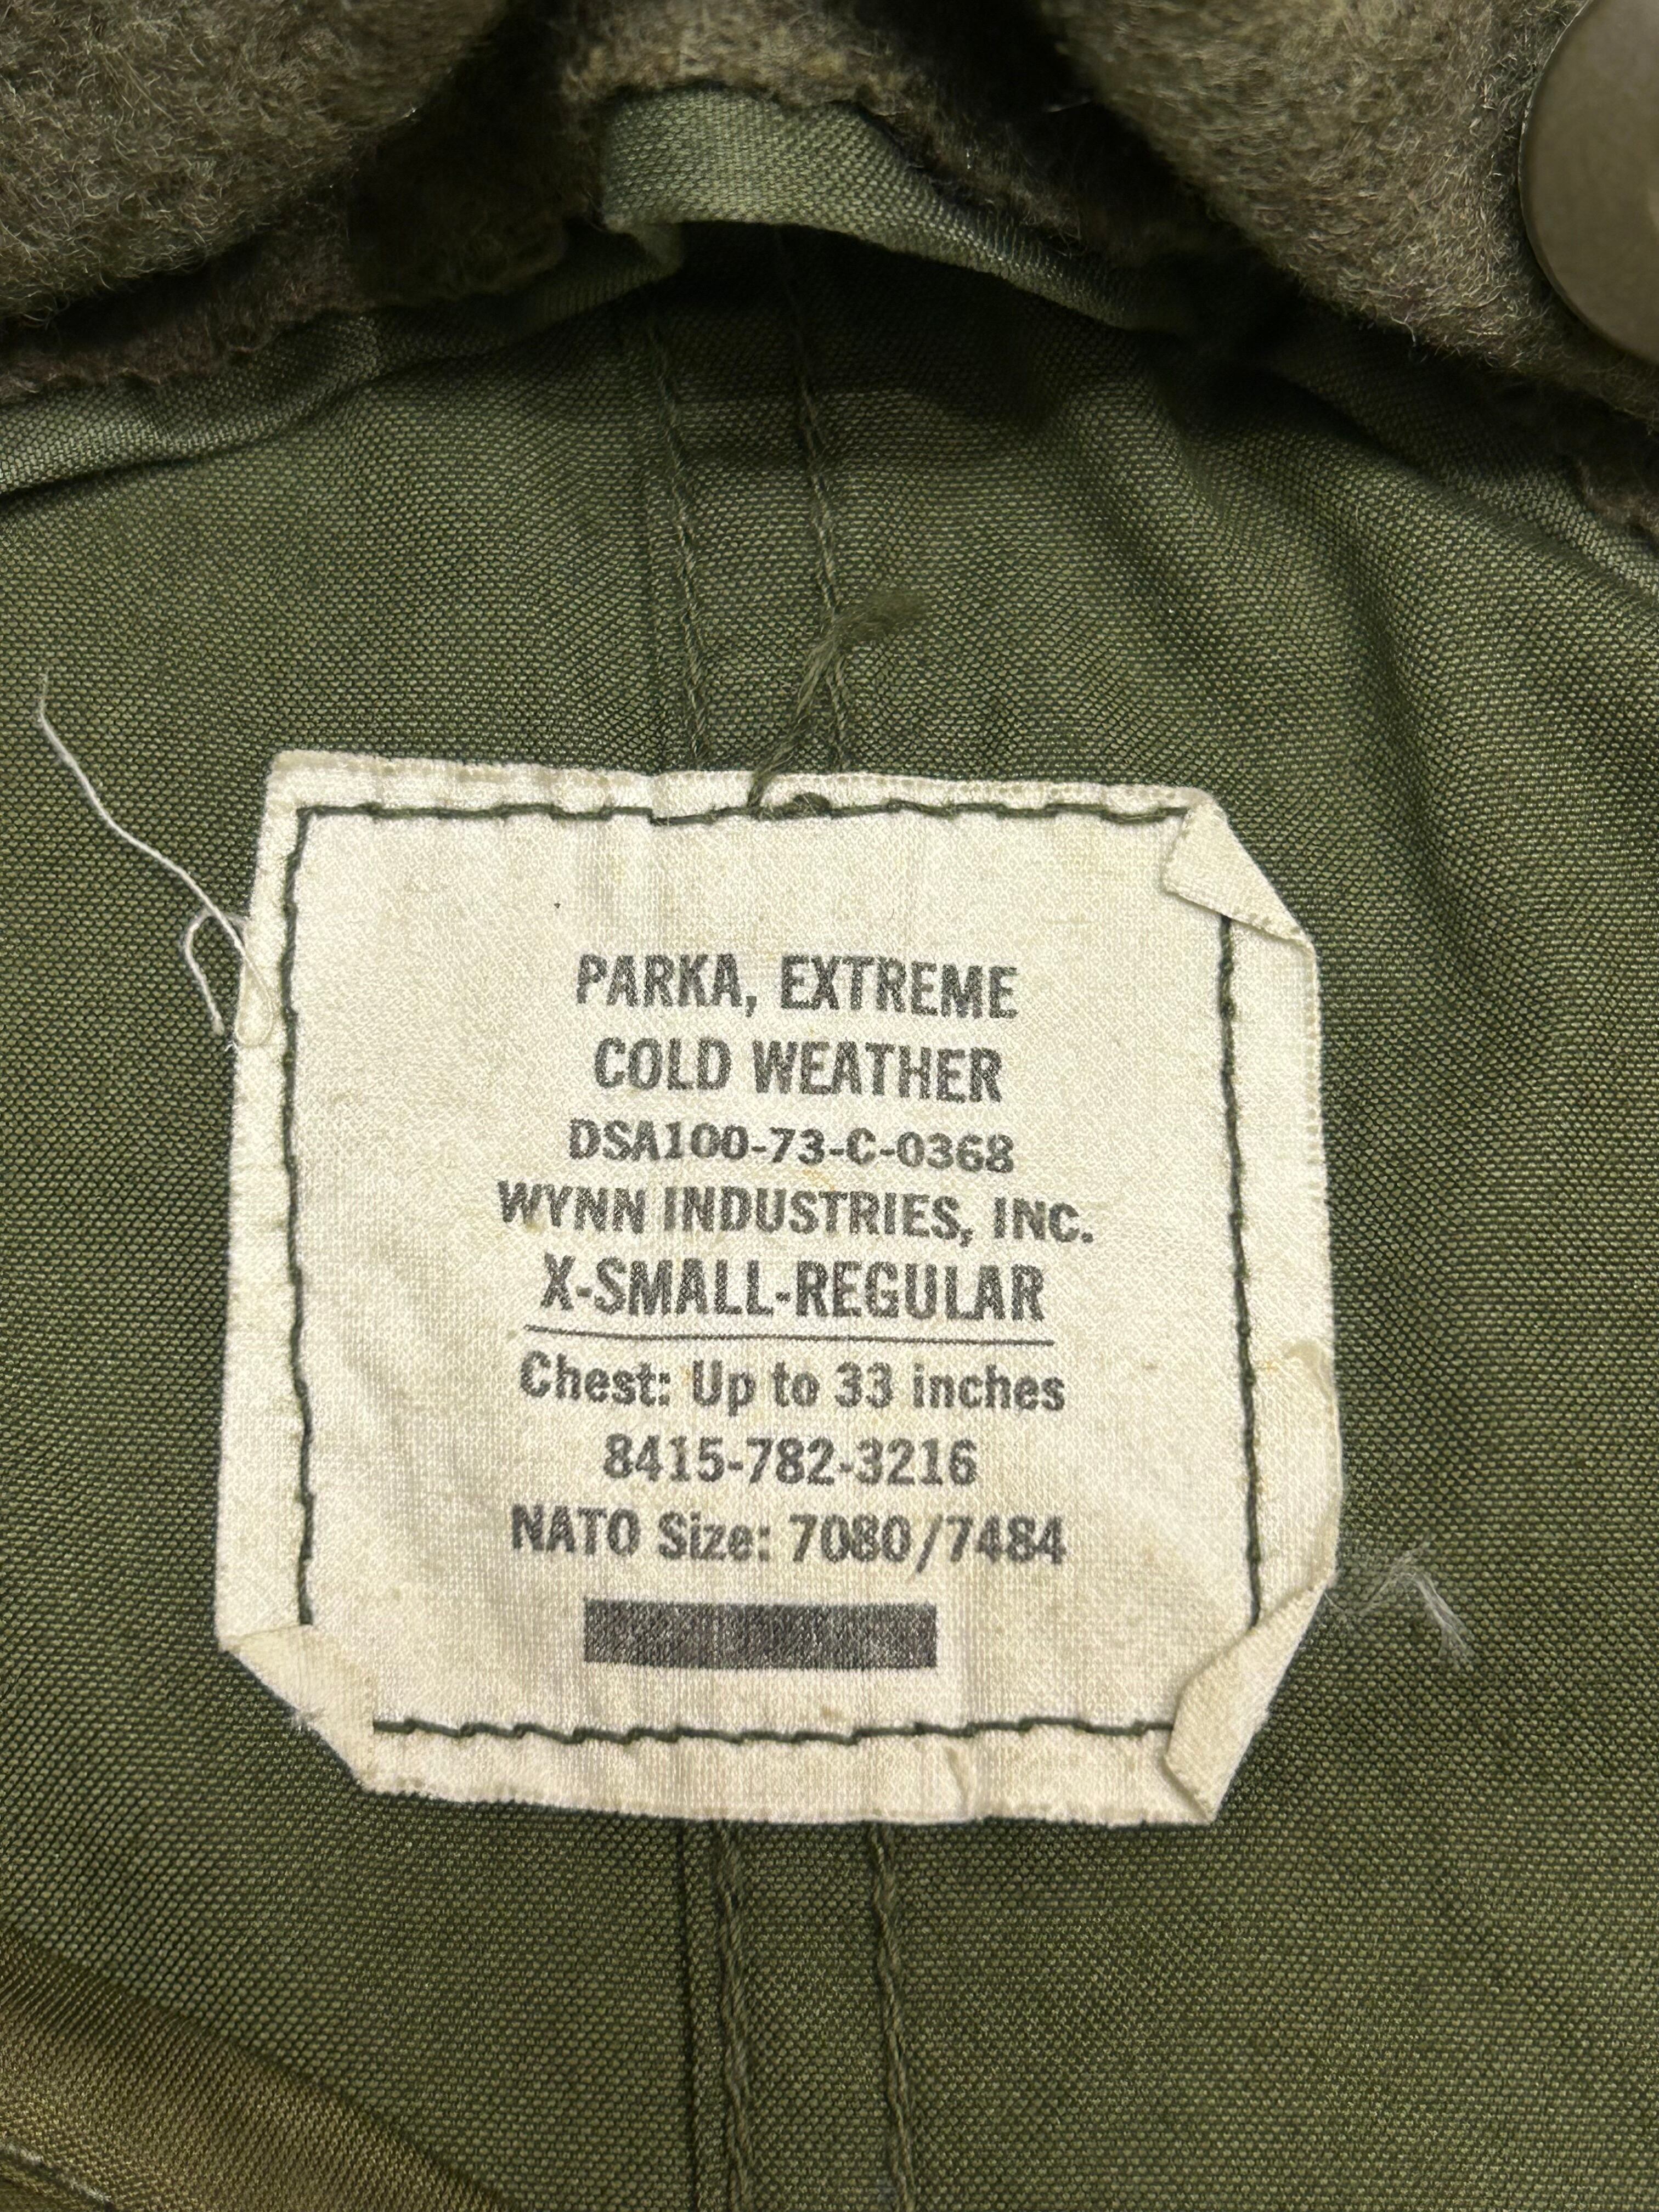 PARKA, EXTREME
COLD WEATHER
DSA100-73-C-0368
WYNN INDUSTRIES, INC.
X-SMALL-REGULAR
Chest: Up to 33 inches
8415-782-3216
NATO Size: 7080/7484